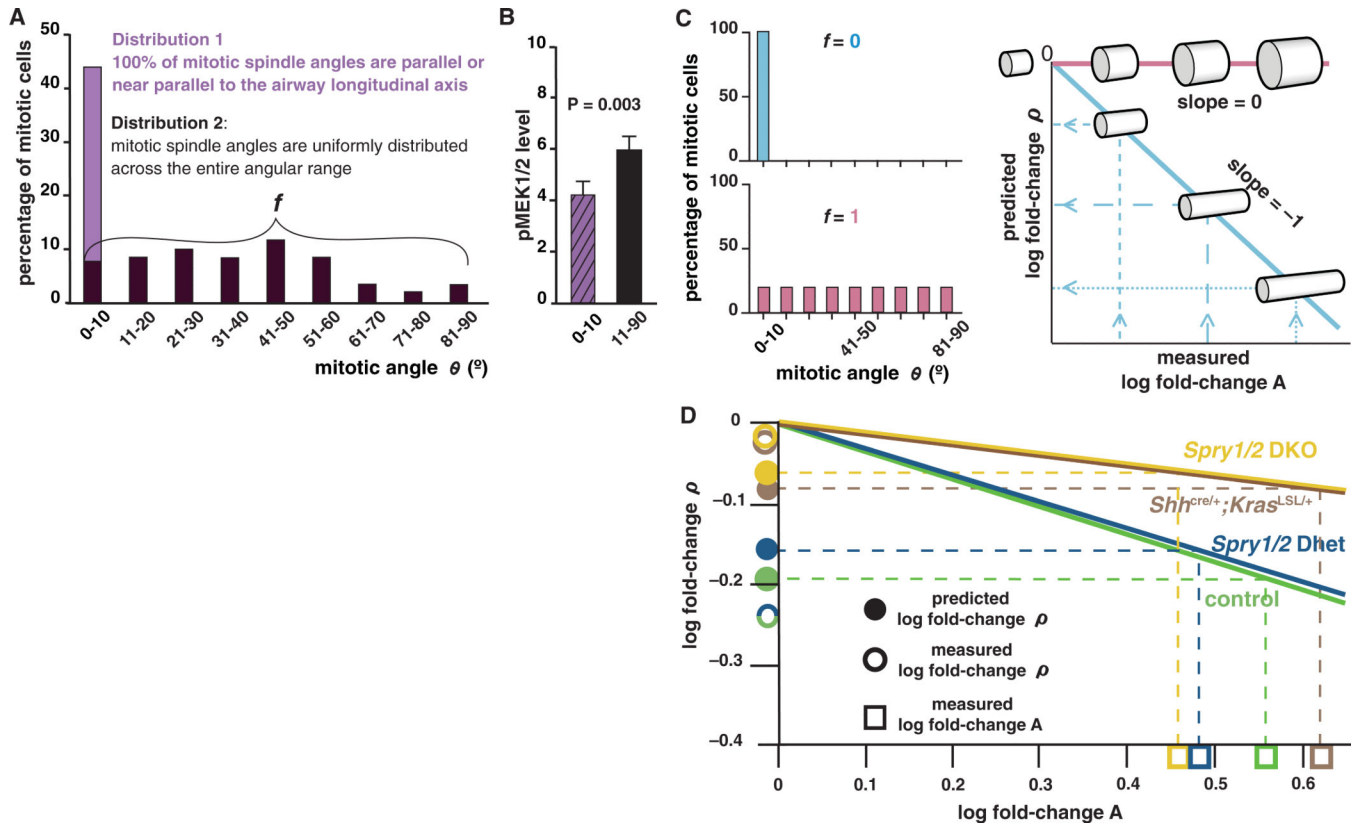 A
percentage of mitotic cells
50
40
30
20
10
0
Distribution 1
100% of mitotic spindle angles are parallel or
near parallel to the airway longitudinal axis
Distribution 2:
mitotic spindle angles are uniformly distributed
across the entire angular range
f
0-10
11-20
21-30
31-40
41-50
51-60
61-70
71-80
81-90
mitotic angle θ (º)
B
pMEK1/2 level
10
8
6
4
2
0
P = 0.003
0-10
11-90
C
percentage of mitotic cells
100
50
0
f = 0
100
50
0
f = 1
0-10
41-50
81-90
mitotic angle θ (º)
predicted
log fold-change ρ
0
slope = 0
slope = –1
measured
log fold-change A
D
log fold-change ρ
0
–0.1
–0.2
–0.3
–0.4
Spry1/2 DKO
Shhcre/+;KrasLSL/+
Spry1/2 Dhet
control
predicted
log fold-change ρ
measured
log fold-change ρ
measured
log fold-change A
0
0.1
0.2
0.3
0.4
0.5
0.6
log fold-change A